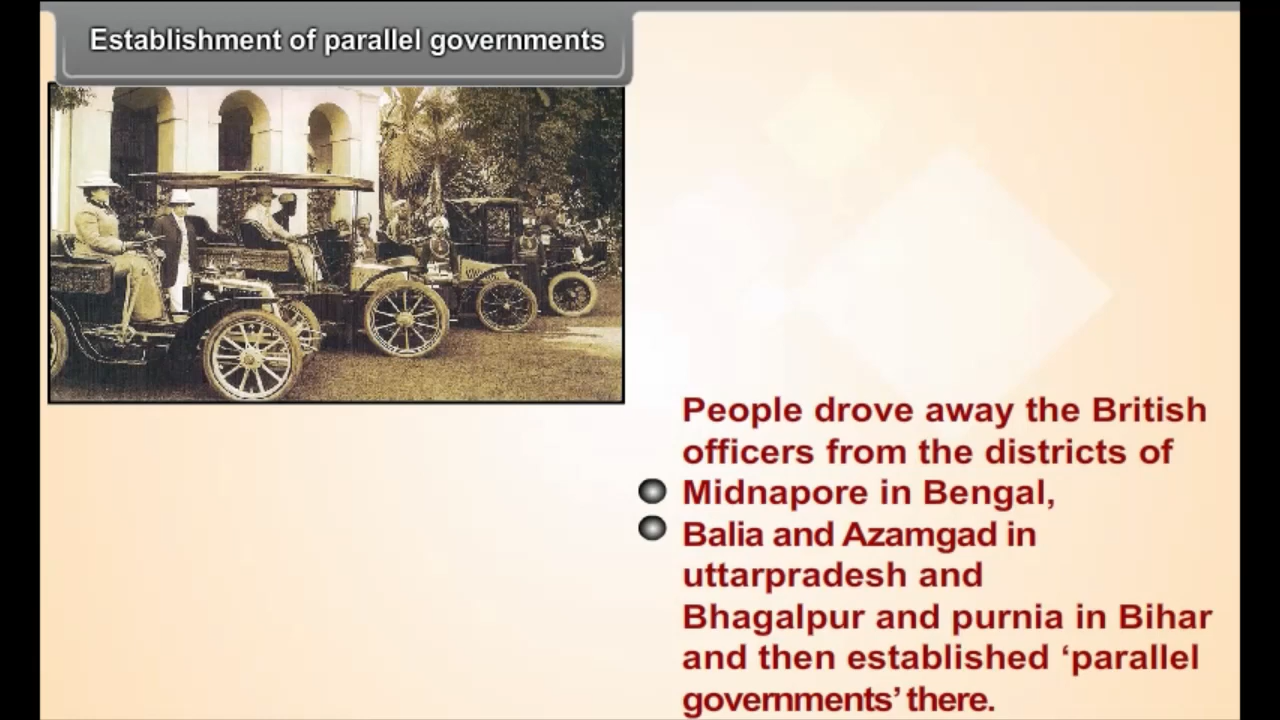 Establishment of parallel governments
People drove away the British
officers from the districts of
Midnapore in Bengal,
Balia and Azamgad in
uttarpradesh and
Bhagalpur and purnia in Bihar
and then established ‘parallel
governments’ there.